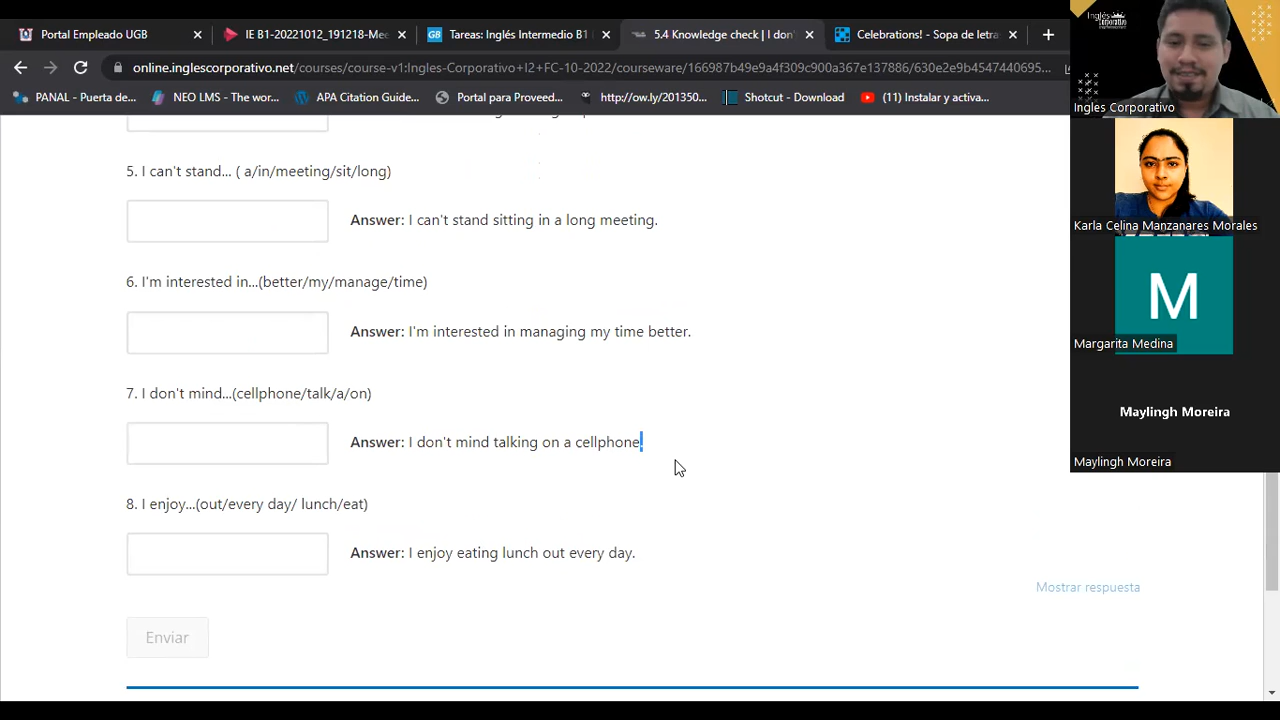 Portal Empleado UGB
IE B1-20221012_191218-Mee
GB Tareas: Inglés Intermedio B1
5.4 Knowledge check | I don'
Celebrations! - Sopa de letra
online.inglescorporativo.net/courses/course-v1:Ingles-Corporativo+I2+FC-10-2022/courseware/166987b49e9a4f309c900a367e137886/630e2e9b4547440695...
PANAL - Puerta de...
NEO LMS - The wor...
APA Citation Guide...
Portal para Proveed...
http://ow.ly/201350...
Shotcut - Download
(11) Instalar y activa...
5. I can't stand... ( a/in/meeting/sit/long)
Answer: I can't stand sitting in a long meeting.
6. I'm interested in...(better/my/manage/time)
Answer: I'm interested in managing my time better.
7. I don't mind...(cellphone/talk/a/on)
Answer: I don't mind talking on a cellphone.
8. I enjoy...(out/every day/ lunch/eat)
Answer: I enjoy eating lunch out every day.
Mostrar respuesta
Enviar
Inglés
Corporativo
Ingles Corporativo
Karla Celina Manzanares Morales
M
Margarita Medina
Maylingh Moreira
Maylingh Moreira